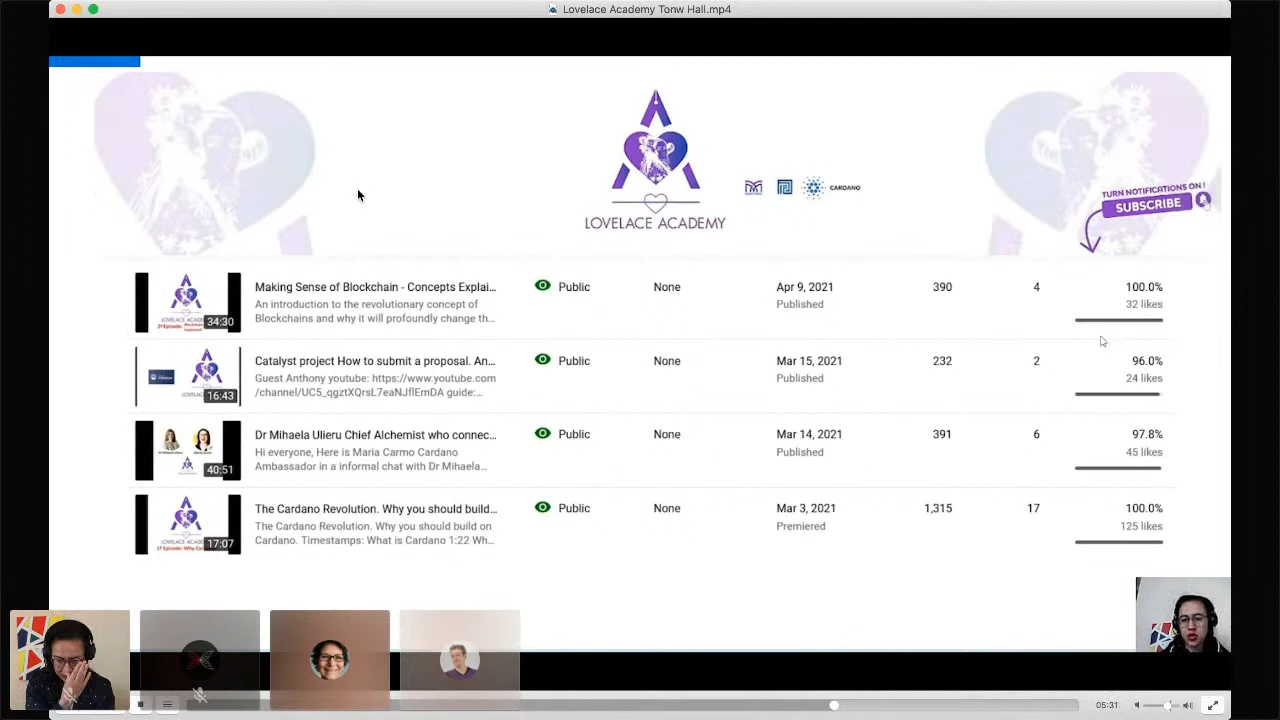 Lovelace Academy Tonw Hall.mp4
LOVELACE ACADEMY
CARDANO
TURN NOTIFICATIONS ON !
SUBSCRIBE
34:30
Making Sense of Blockchain - Concepts Explai...
An introduction to the revolutionary concept of
Blockchains and why it will profoundly change th...
Public
None
Apr 9, 2021
Published
390
4
100.0%
32 likes
16:43
Catalyst project How to submit a proposal. An...
Guest Anthony youtube: https://www.youtube.com
/channel/UC5_qgztXQrsL7eaNJflEmDA guide:...
Public
None
Mar 15, 2021
Published
232
2
96.0%
24 likes
40:51
Dr Mihaela Ulieru Chief Alchemist who connec...
Hi everyone, Here is Maria Carmo Cardano
Ambassador in a informal chat with Dr Mihaela...
Public
None
Mar 14, 2021
Published
391
6
97.8%
45 likes
17:07
The Cardano Revolution. Why you should build...
The Cardano Revolution. Why you should build on
Cardano. Timestamps: What is Cardano 1:22 Wh...
Public
None
Mar 3, 2021
Premiered
1,315
17
100.0%
125 likes
05:31